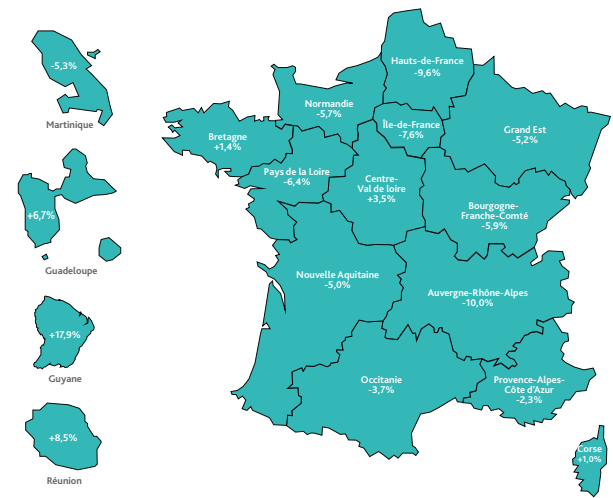 -5,3%
Martinique
+6,7%
Guadeloupe
+17,9%
Guyane
+8,5%
Réunion
Hauts-de-France
-9,6%
Normandie
-5,7%
Île-de-France
-7,6%
Grand Est
-5,2%
Bretagne
+1,4%
Pays de la Loire
-6,4%
Centre-
Val de loire
+3,5%
Bourgogne-
Franche-Comté
-5,9%
Nouvelle Aquitaine
-5,0%
Auvergne-Rhône-Alpes
-10,0%
Occitanie
-3,7%
Provence-Alpes-
Côte d'Azur
-2,3%
Corse
+1,0%